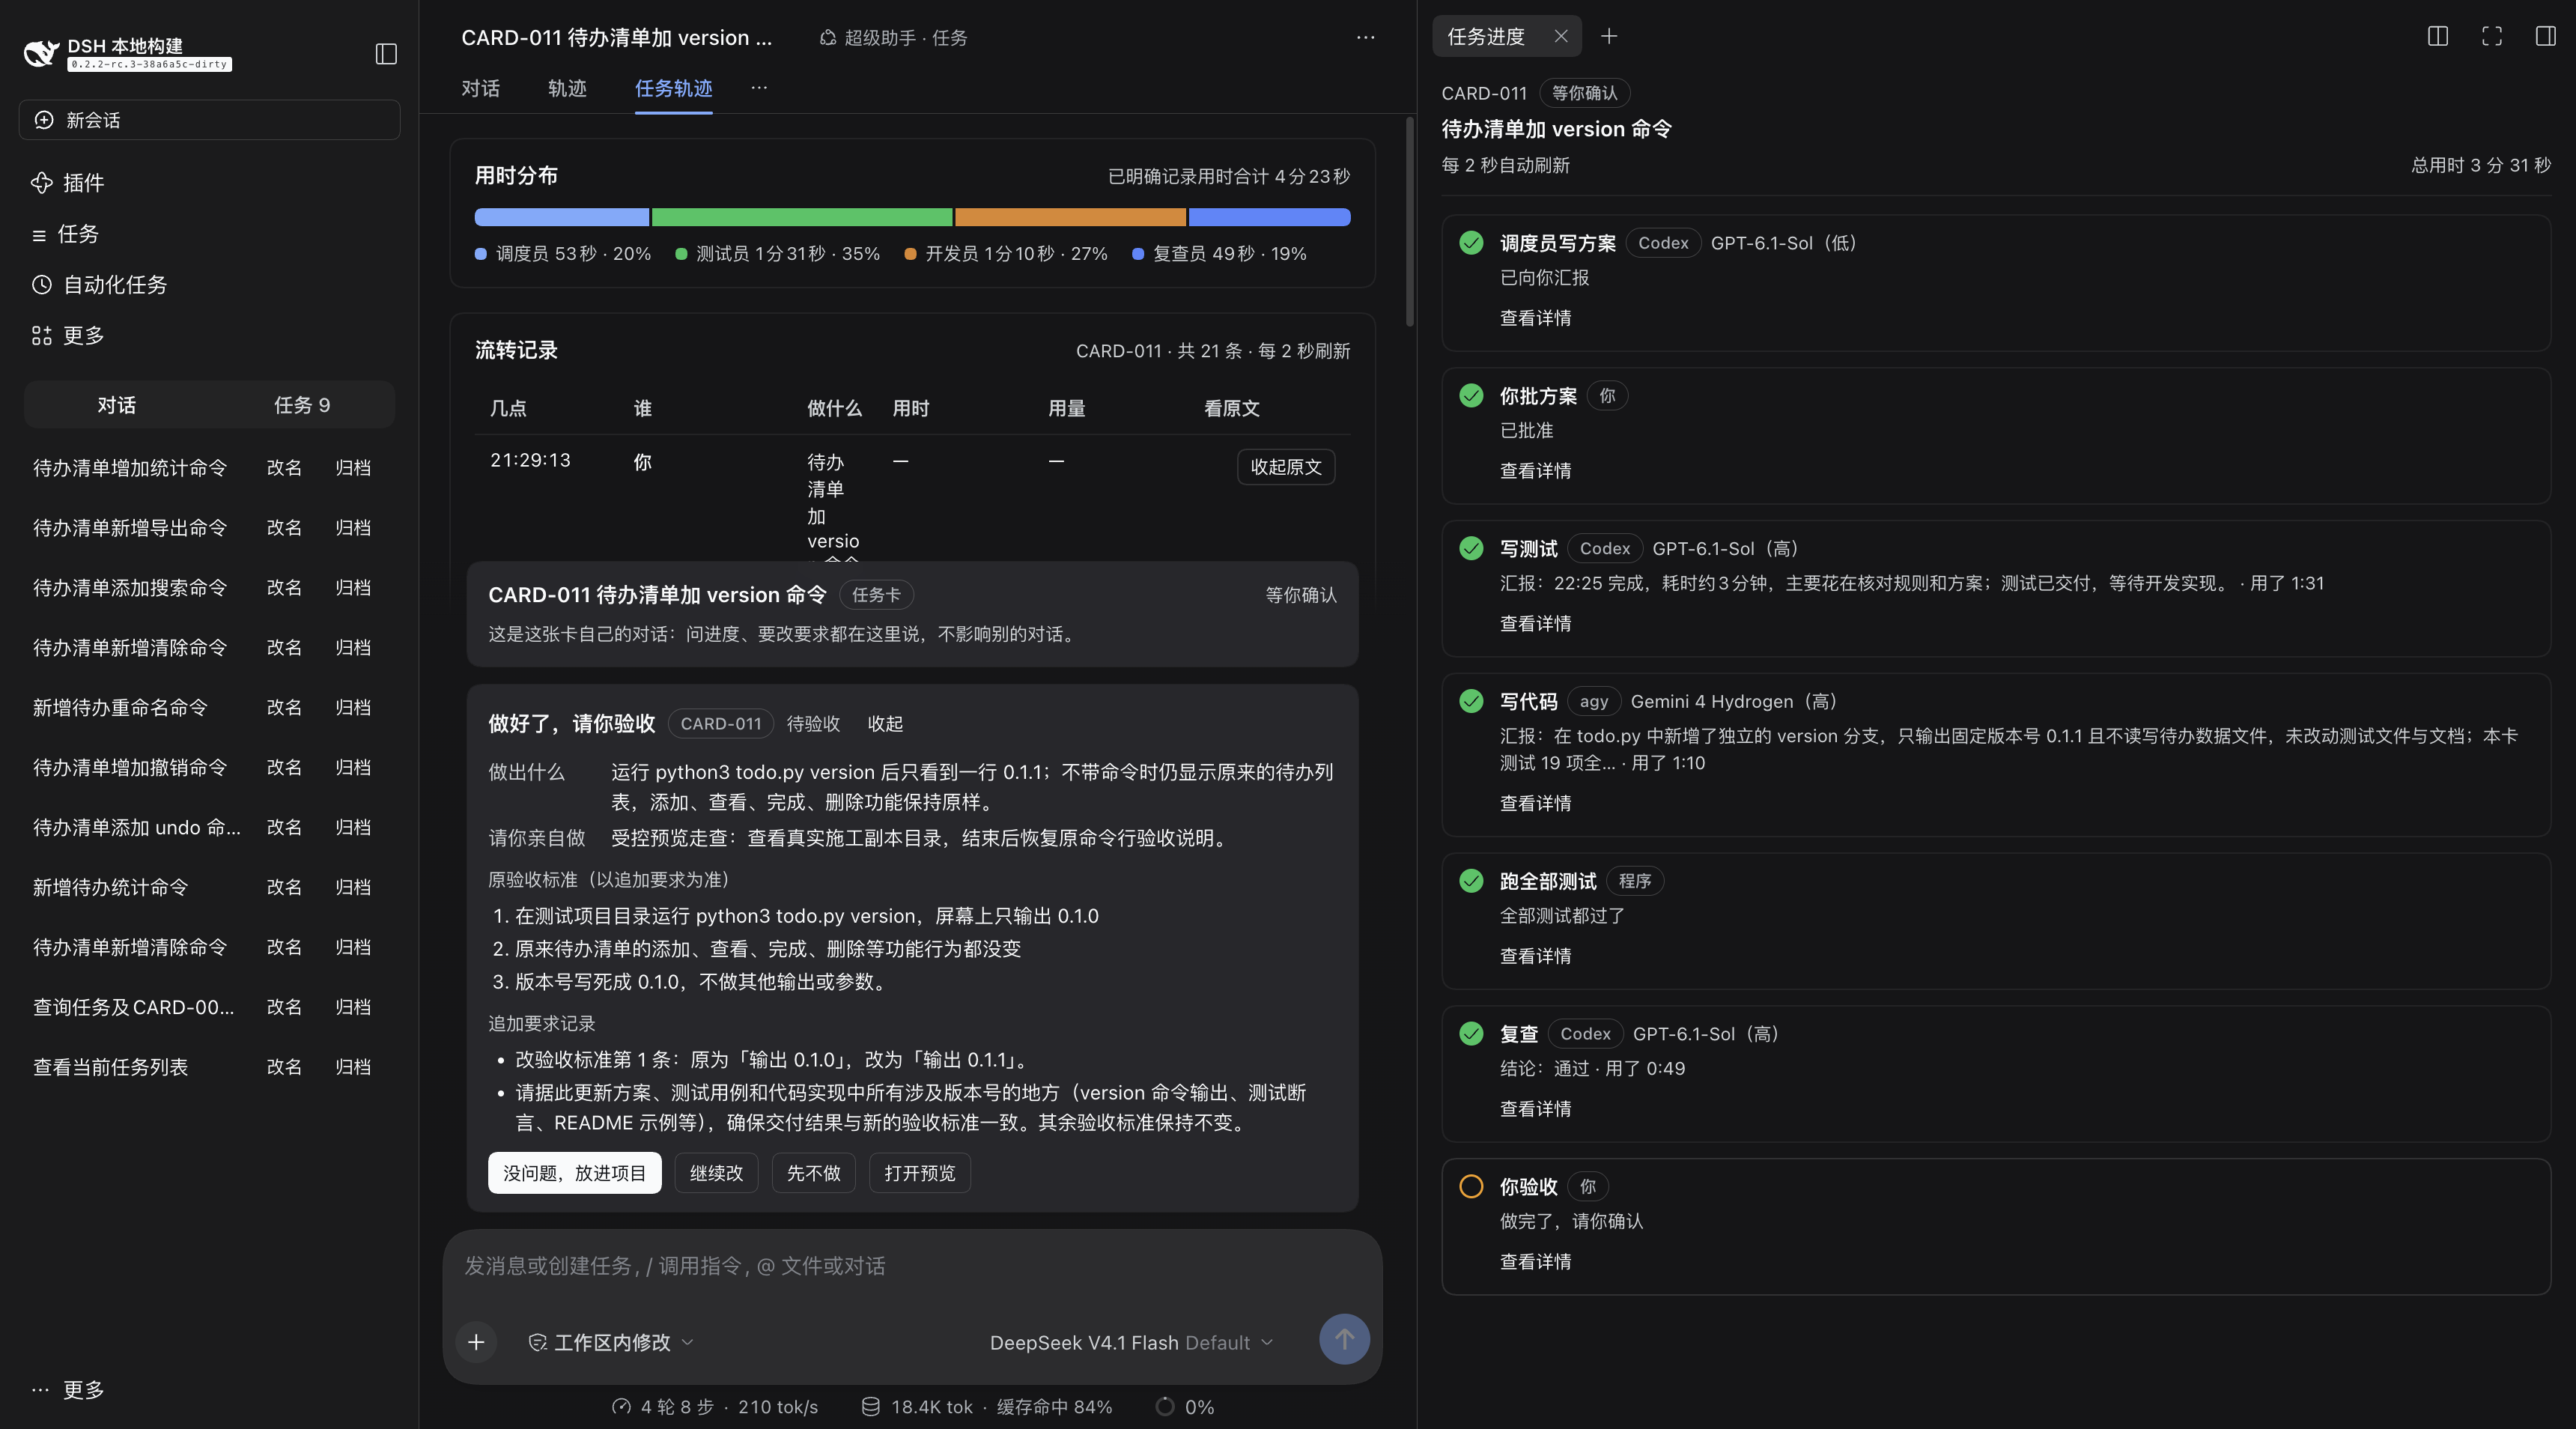 DSH 本地构建
0.2.2-rc.3-38a6a5c-dirty
新会话
插件
任务
自动化任务
更多
对话 任务 9
待办清单增加统计命令 改名 归档
待办清单新增导出命令 改名 归档
待办清单添加搜索命令 改名 归档
待办清单新增清除命令 改名 归档
新增待办重命名命令 改名 归档
待办清单增加撤销命令 改名 归档
待办清单添加 undo 命... 改名 归档
新增待办统计命令 改名 归档
待办清单新增清除命令 改名 归档
查询任务及 CARD-00... 改名 归档
查看当前任务列表 改名 归档
... 更多
CARD-011 待办清单加 version ... 超级助手 · 任务 ...
对话 轨迹 任务轨迹 ...
用时分布 已明确记录用时合计 4 分 23 秒
调度员 53 秒 · 20% 测试员 1 分 31 秒 · 35% 开发员 1 分 10 秒 · 27% 复查员 49 秒 · 19%
流转记录 CARD-011 · 共 21 条 · 每 2 秒刷新
几点 谁 做什么 用时 用量 看原文
21:29:13 你 待办 — — 收起原文
清单
加
versio
CARD-011 待办清单加 version 命令 任务卡 等你确认
这是这张卡自己的对话：问进度、要改要求都在这里说，不影响别的对话。
做好了，请你验收 CARD-011 待验收 收起
做出什么 运行 python3 todo.py version 后只看到一行 0.1.1；不带命令时仍显示原来的待办列
表，添加、查看、完成、删除功能保持原样。
请你亲自做 受控预览走查：查看真实施工副本目录，结束后恢复原命令行验收说明。
原验收标准（以追加要求为准）
1. 在测试项目目录运行 python3 todo.py version，屏幕上只输出 0.1.0
2. 原来待办清单的添加、查看、完成、删除等功能行为都没变
3. 版本号写死成 0.1.0，不做其他输出或参数。
追加要求记录
• 改验收标准第 1 条：原为「输出 0.1.0」，改为「输出 0.1.1」。
• 请据此更新方案、测试用例和代码实现中所有涉及版本号的地方（version 命令输出、测试断
言、README 示例等），确保交付结果与新的验收标准一致。其余验收标准保持不变。
没问题，放进项目 继续改 先不做 打开预览
发消息或创建任务, / 调用指令, @ 文件或对话
工作区内修改 DeepSeek V4.1 Flash Default
4 轮 8 步 · 210 tok/s 18.4K tok · 缓存命中 84% 0%
任务进度
CARD-011 等你确认
待办清单加 version 命令
每 2 秒自动刷新 总用时 3 分 31 秒
调度员写方案 Codex GPT-6.1-Sol（低）
已向你汇报
查看详情
你批方案 你
已批准
查看详情
写测试 Codex GPT-6.1-Sol（高）
汇报：22:25 完成，耗时约 3 分钟，主要花在核对规则和方案；测试已交付，等待开发实现。 · 用了 1:31
查看详情
写代码 agy Gemini 4 Hydrogen（高）
汇报：在 todo.py 中新增了独立的 version 分支，只输出固定版本号 0.1.1 且不读写待办数据文件，未改动测试文件与文档；本卡
测试 19 项全... · 用了 1:10
查看详情
跑全部测试 程序
全部测试都过了
查看详情
复查 Codex GPT-6.1-Sol（高）
结论：通过 · 用了 0:49
查看详情
你验收 你
做完了，请你确认
查看详情